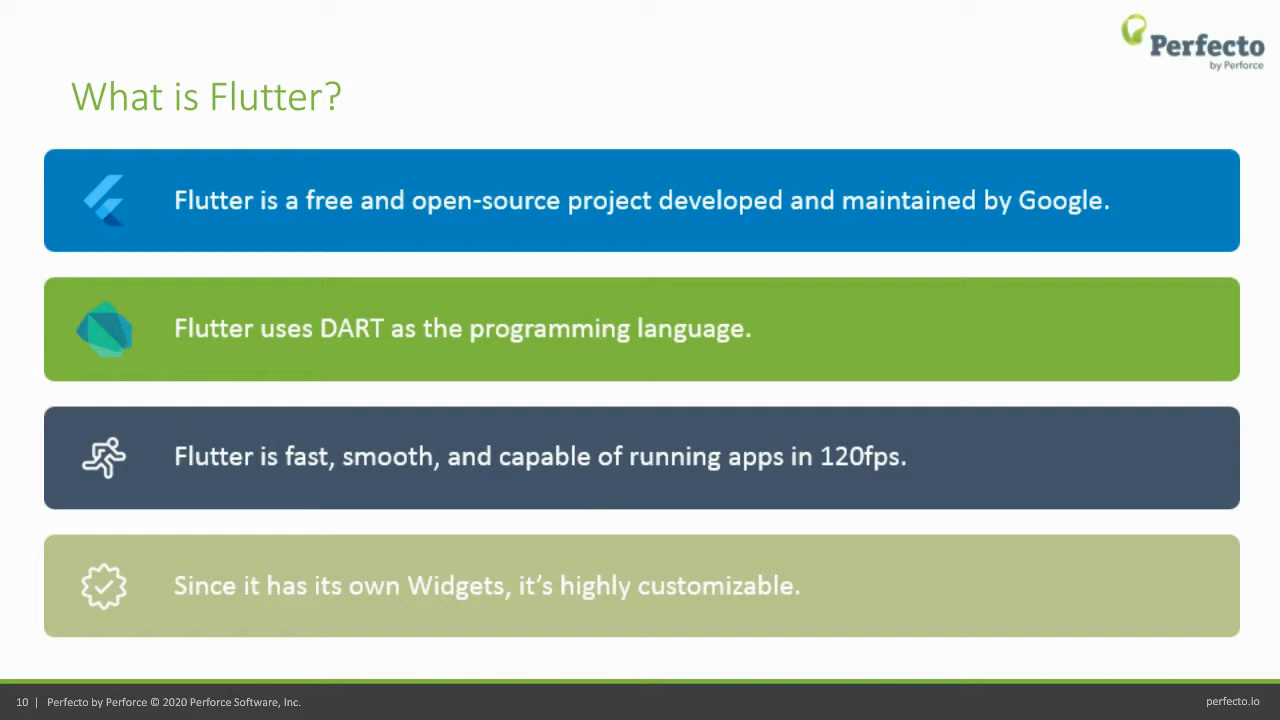 Perfecto
by Perforce
What is Flutter?
Flutter is a free and open-source project developed and maintained by Google.
Flutter uses DART as the programming language.
Flutter is fast, smooth, and capable of running apps in 120fps.
Since it has its own Widgets, it’s highly customizable.
10 | Perfecto by Perforce © 2020 Perforce Software, Inc.
perfecto.io